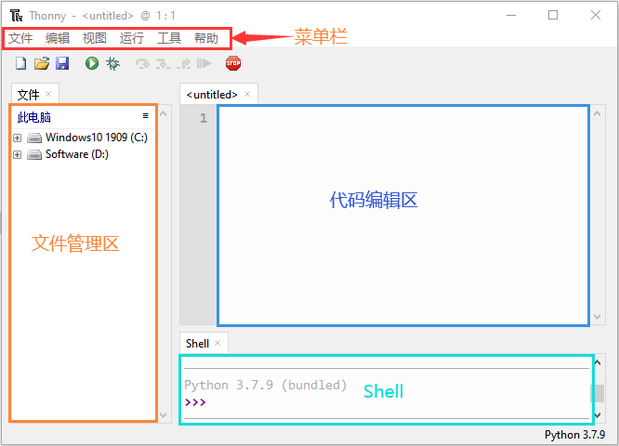 Thonny - <untitled> @ 1:1
文件 编辑 视图 运行 工具 帮助
菜单栏
STOP
文件 ×
<untitled> ×
此电脑 ≡
1
Windows10 1909 (C:)
Software (D:)
代码编辑区
文件管理区
Shell ×
Python 3.7.9 (bundled)
>>>
Shell
Python 3.7.9